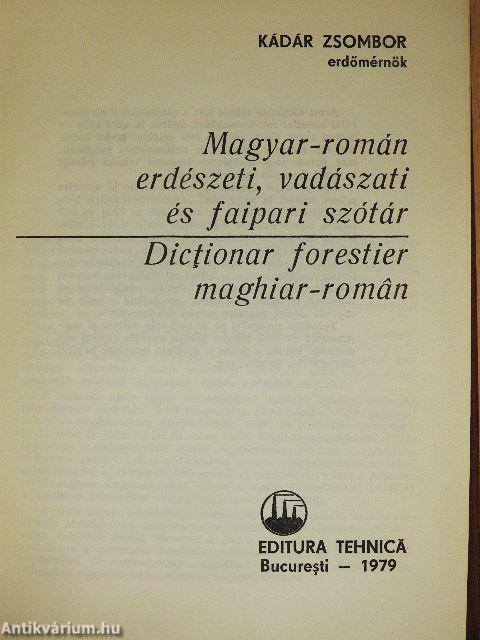 KÁDÁR ZSOMBOR
erdőmérnök
Magyar-román
erdészeti, vadászati
és faipari szótár
Dicţionar forestier
maghiar-român
EDITURA TEHNICĂ
Bucureşti – 1979
Antikvárium.hu